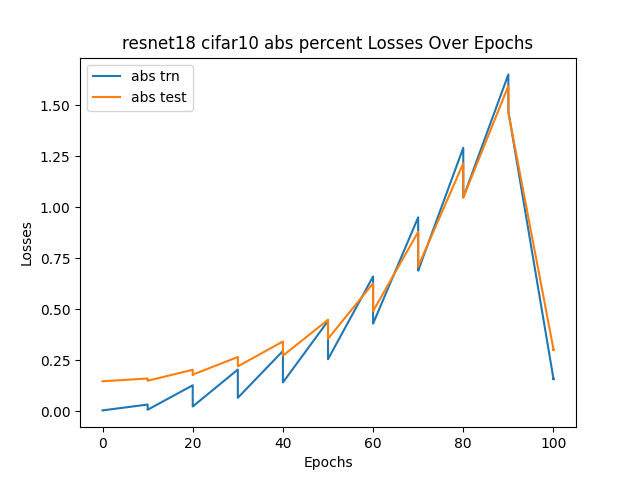 resnet18 cifar10 abs percent Losses Over Epochs
abs trn
abs test
1.50
1.25
1.00
0.75
0.50
0.25
0.00
Losses
0 20 40 60 80 100
Epochs